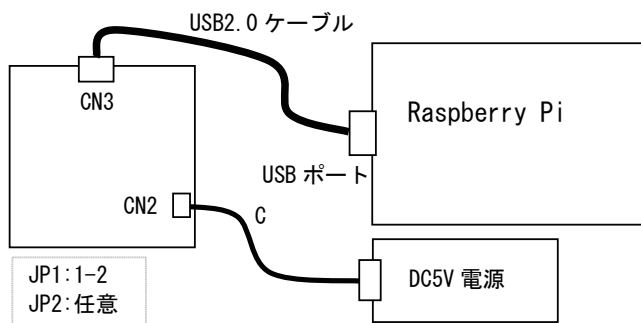 USB2.0 ケーブル
CN3
Raspberry Pi
USB ポート
CN2
C
JP1:1-2
JP2:任意
DC5V 電源